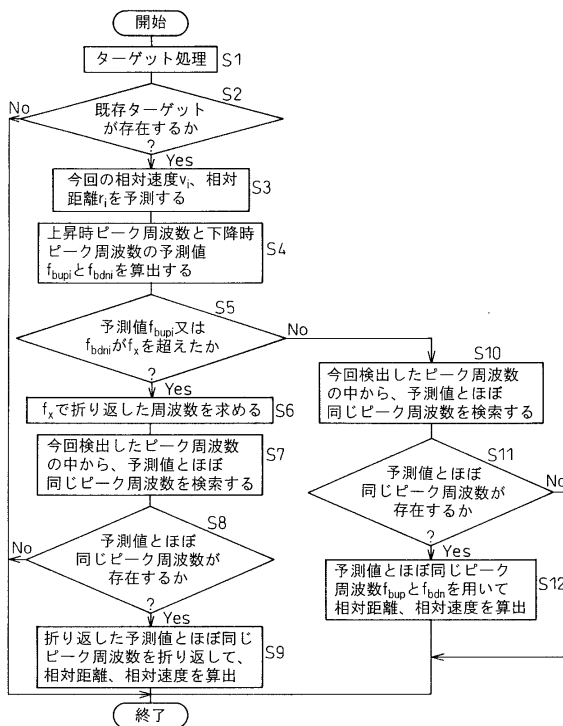 開始
ターゲット処理
S1
S2
No
既存ターゲット
が存在するか
?
Yes
今回の相対速度vi、相対
距離riを予測する
S3
上昇時ピーク周波数と下降時
ピーク周波数の予測値
fbupiとfbdniを算出する
S4
S5
予測値fbupi又は
fbdniがfxを超えたか
?
No
Yes
fxで折り返した周波数を求める
S6
S7
今回検出したピーク周波数
の中から、予測値とほぼ
同じピーク周波数を検索する
S8
No
予測値とほぼ
同じピーク周波数が
存在するか
?
Yes
折り返した予測値とほぼ同じ
ピーク周波数を折り返して、
相対距離、相対速度を算出
S9
S10
今回検出したピーク周波数
の中から、予測値とほぼ
同じピーク周波数を検索する
S11
予測値とほぼ
同じピーク周波数が
存在するか
?
No
Yes
予測値とほぼ同じピーク
周波数fbupとfbdnを用いて
相対距離、相対速度を算出
S12
終了